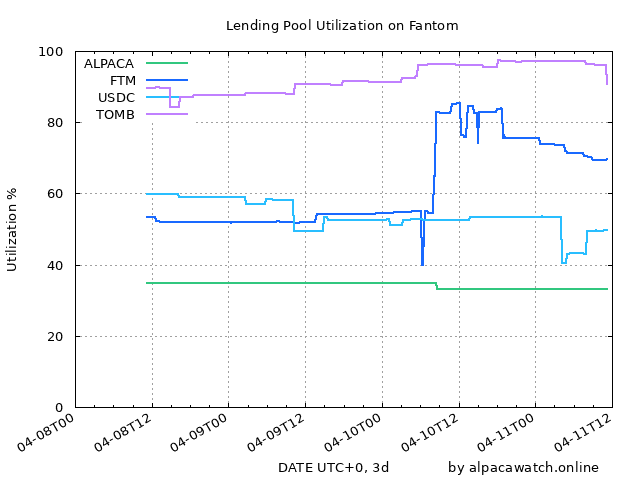 Lending Pool Utilization on Fantom
100
80
60
40
20
0
Utilization %
ALPACA
FTM
USDC
TOMB
04-08T00
04-08T12
04-09T00
04-09T12
04-10T00
04-10T12
04-11T00
04-11T12
DATE UTC+0, 3d by alpacawatch.online